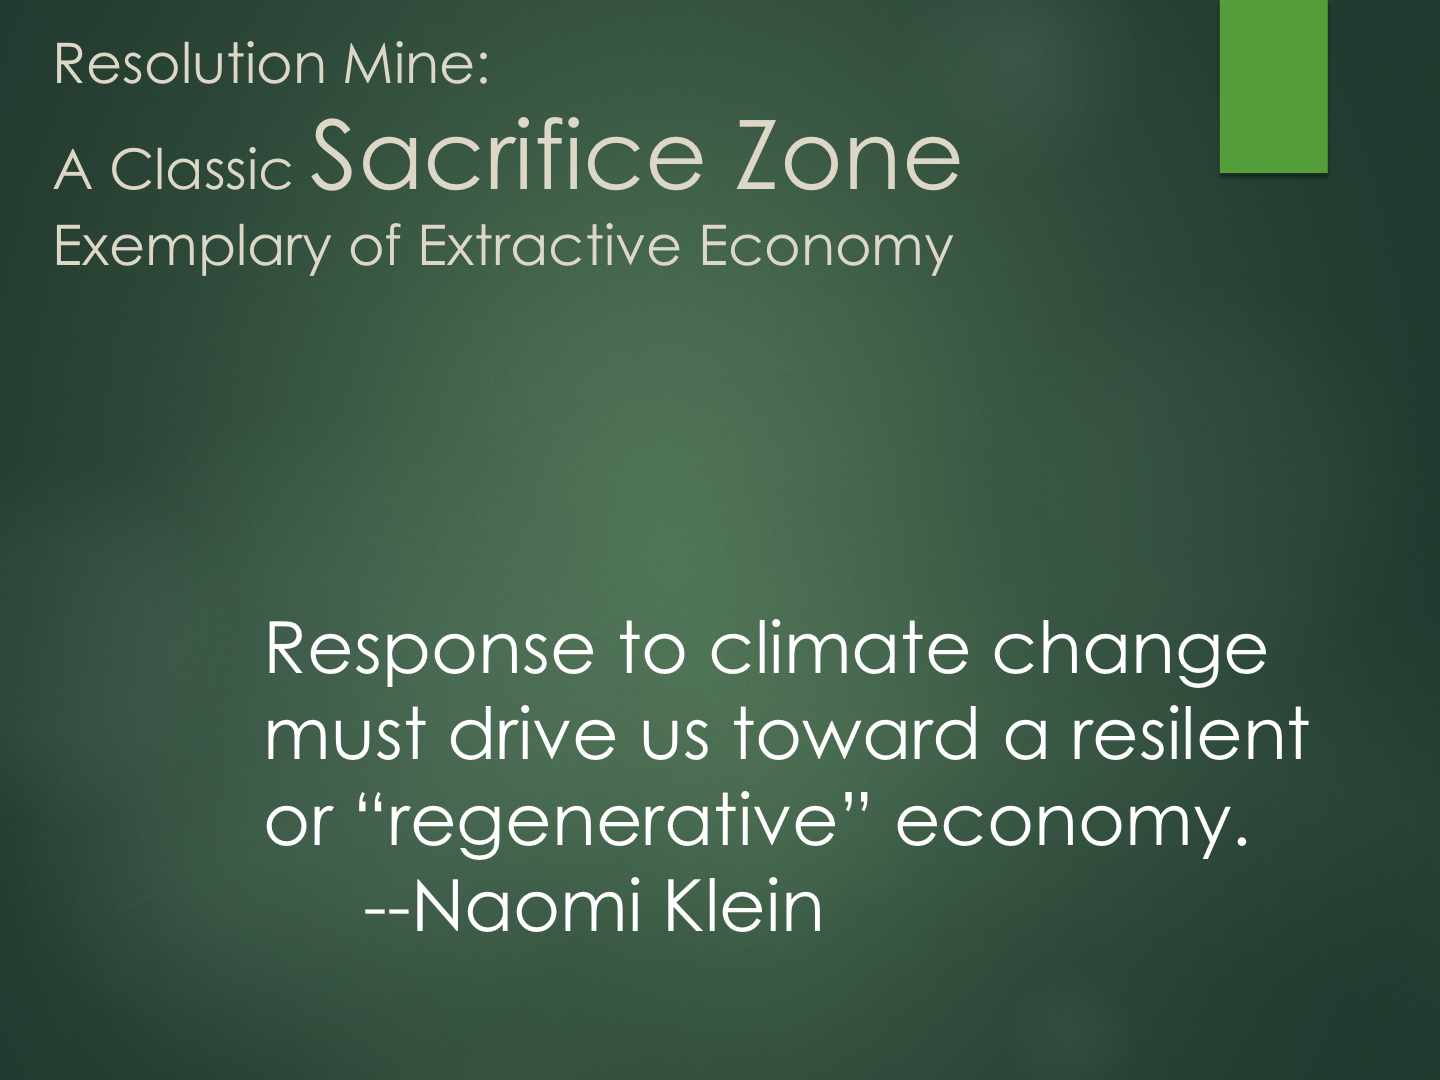 Resolution Mine:
A Classic Sacrifice Zone
Exemplary of Extractive Economy
Response to climate change
must drive us toward a resilent
or “regenerative” economy.
--Naomi Klein